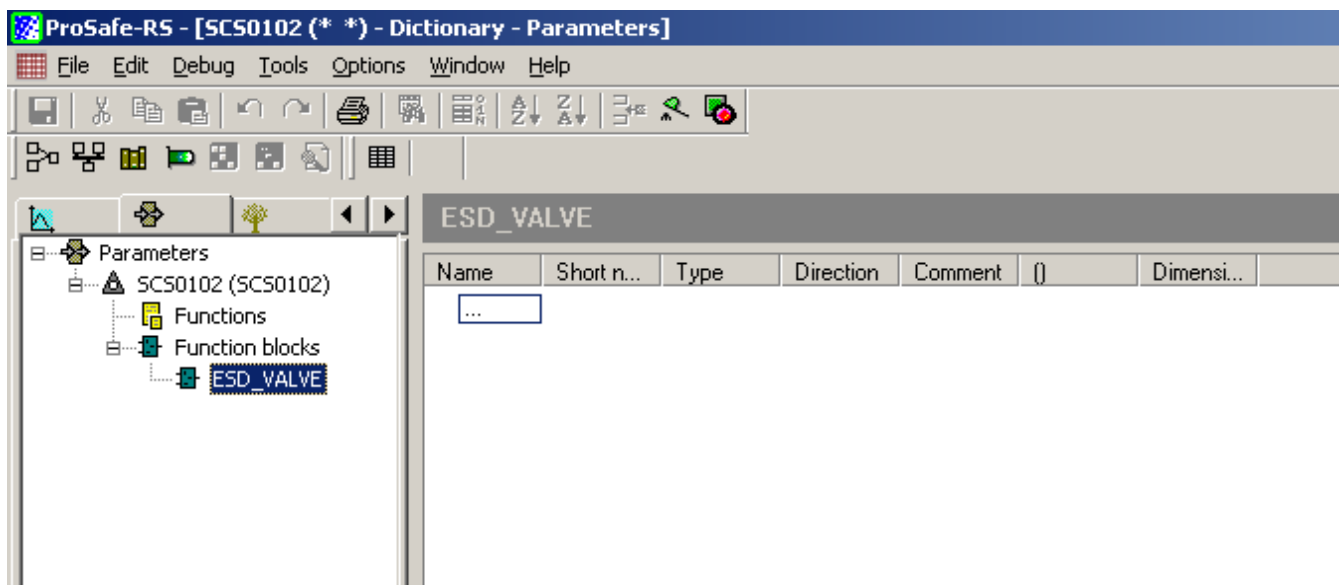 ProSafe-RS - [SCS0102 (* *) - Dictionary - Parameters]
File Edit Debug Tools Options Window Help
ESD_VALVE
Parameters
SCS0102 (SCS0102)
Functions
Function blocks
ESD_VALVE
Name Short n... Type Direction Comment () Dimensi...
...